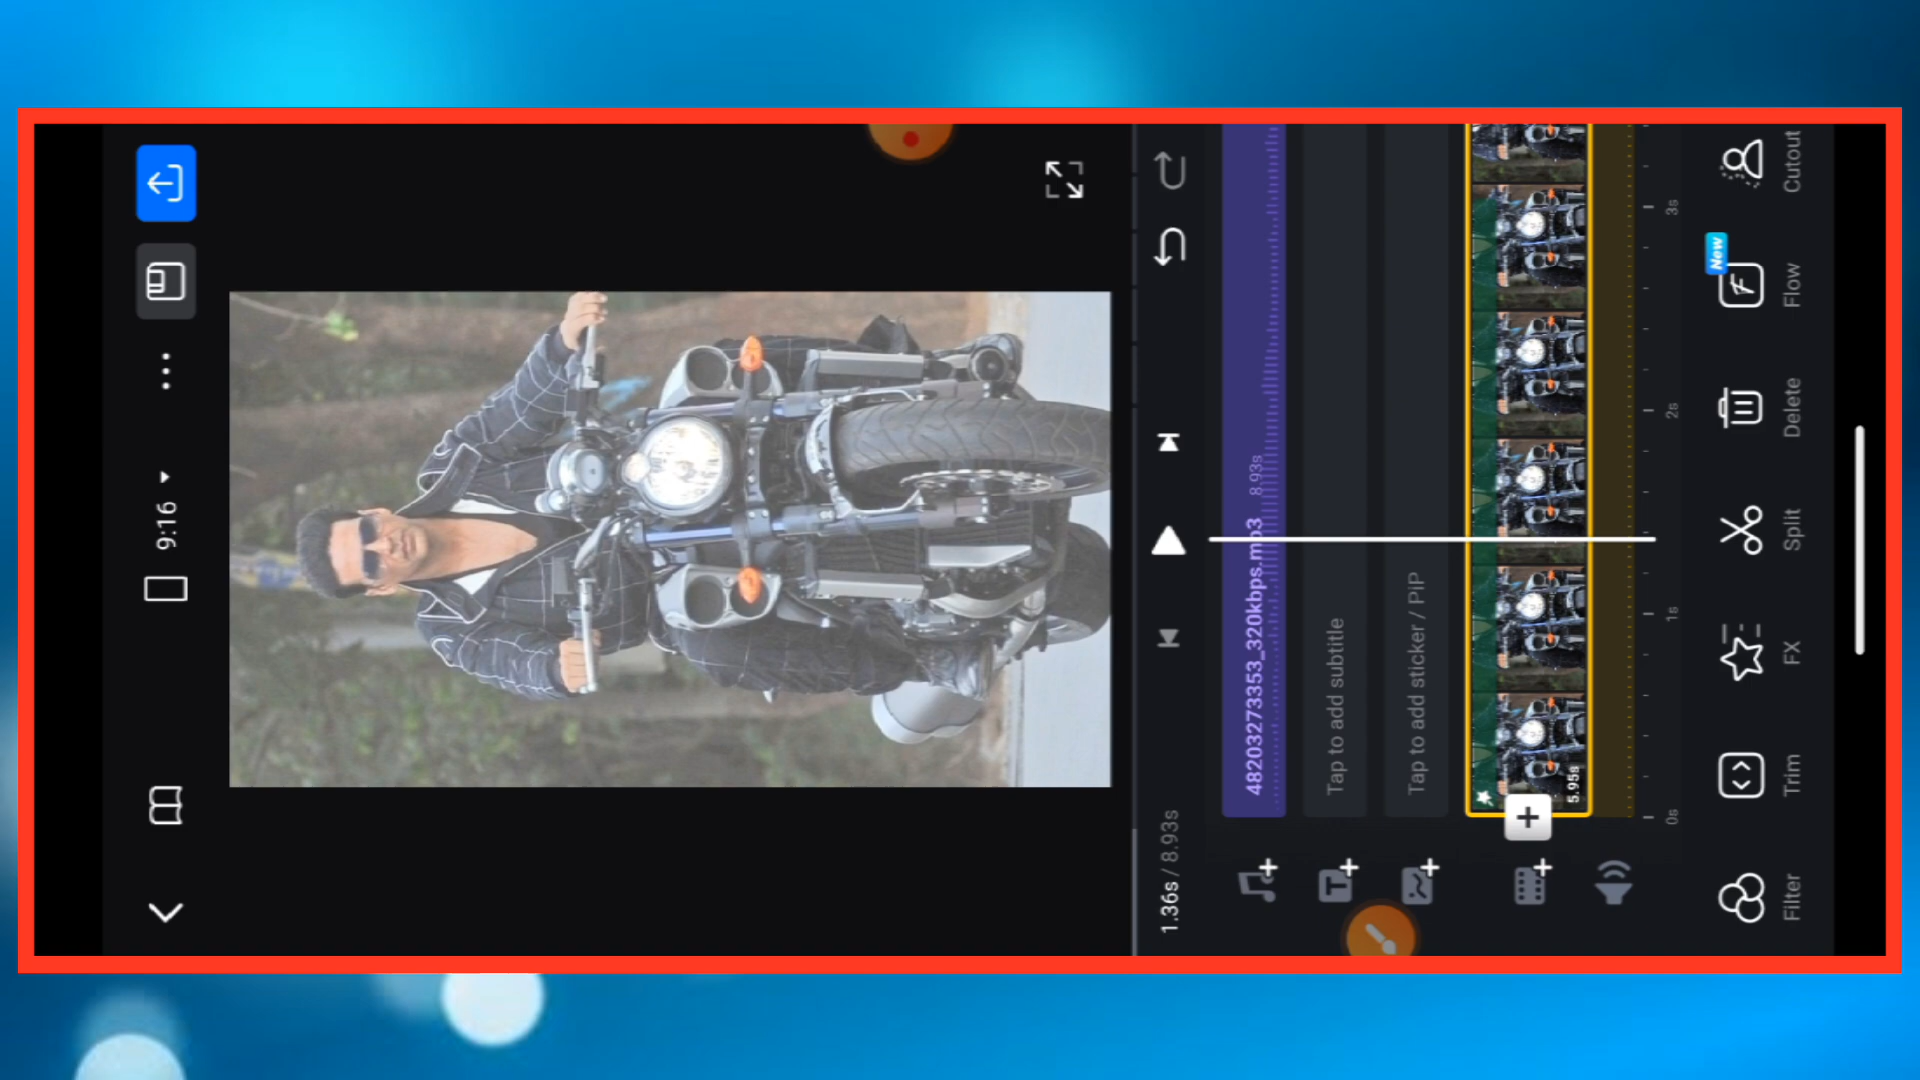 9:16
1.36s / 8.93s
48203273353_320kbps.mp3 8.93s
Tap to add subtitle
Tap to add sticker / PiP
5.95s
0s 1s 2s 3s
New
Filter Trim FX Split Delete Flow Cutout